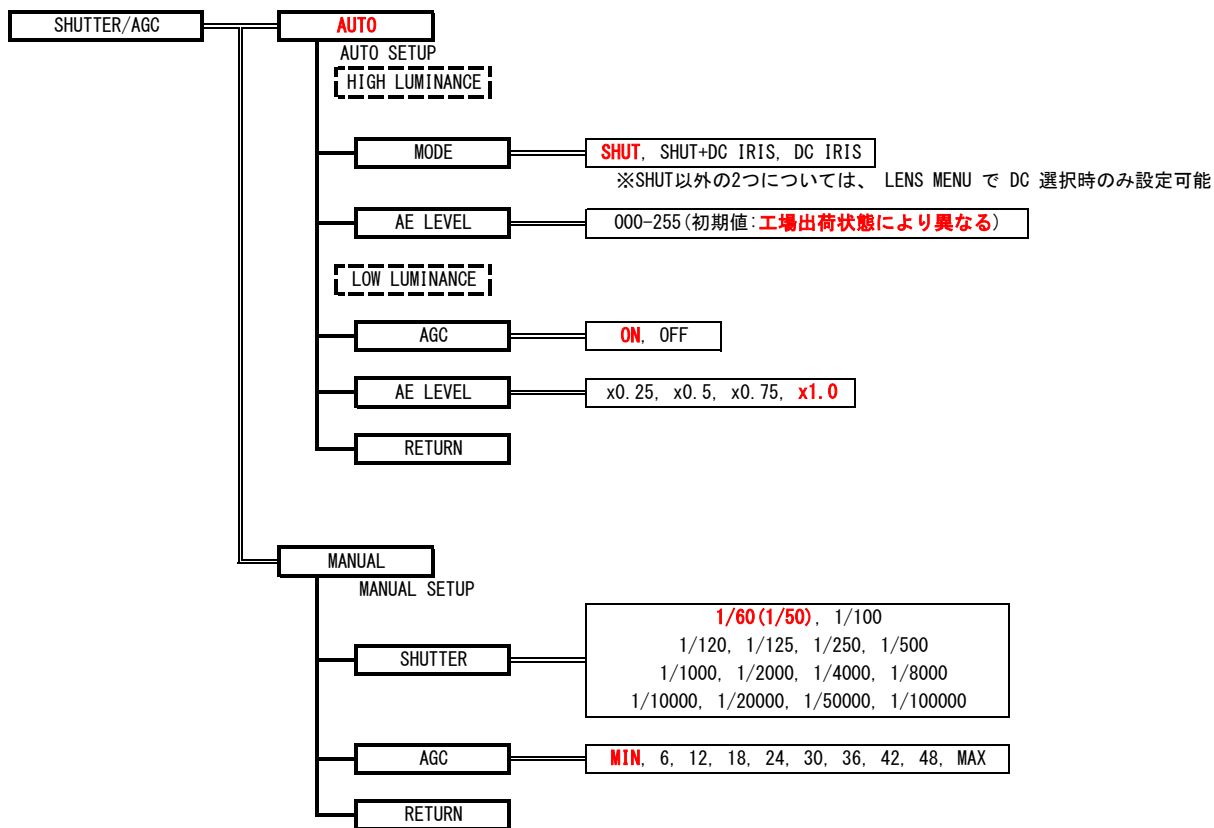 SHUTTER/AGC
AUTO
AUTO SETUP
HIGH LUMINANCE
MODE
SHUT, SHUT+DC IRIS, DC IRIS
※SHUT以外の2つについては、 LENS MENU で DC 選択時のみ設定可能
AE LEVEL
000-255(初期値:工場出荷状態により異なる)
LOW LUMINANCE
AGC
ON, OFF
AE LEVEL
x0.25, x0.5, x0.75, x1.0
RETURN
MANUAL
MANUAL SETUP
SHUTTER
1/60(1/50), 1/100
1/120, 1/125, 1/250, 1/500
1/1000, 1/2000, 1/4000, 1/8000
1/10000, 1/20000, 1/50000, 1/100000
AGC
MIN, 6, 12, 18, 24, 30, 36, 42, 48, MAX
RETURN